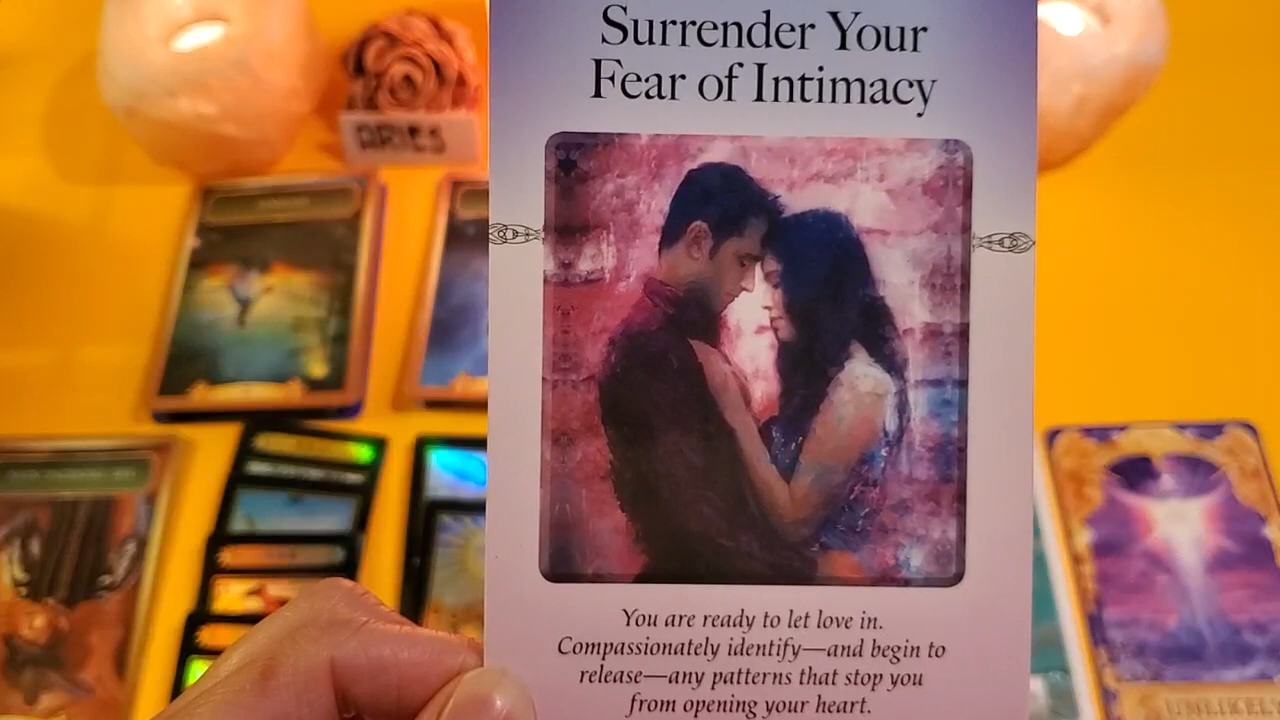 Surrender Your
Fear of Intimacy
ARIES
You are ready to let love in.
Compassionately identify—and begin to
release—any patterns that stop you
from opening your heart.
UNLIKELY